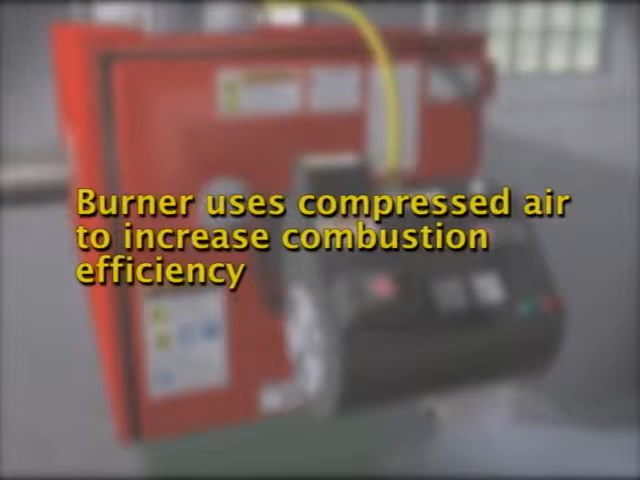 Burner uses compressed air
to increase combustion
efficiency